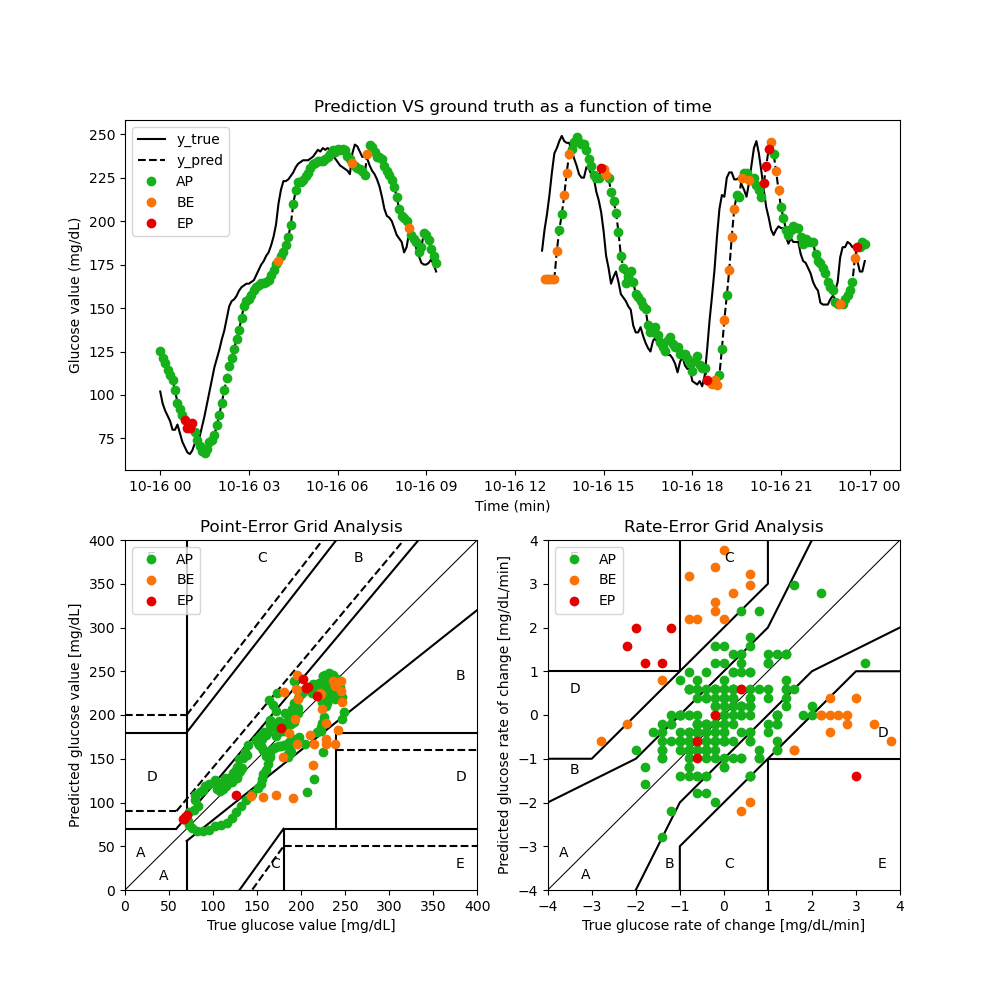 Prediction VS ground truth as a function of time
Glucose value (mg/dL)
250
225
200
175
150
125
100
75
y_true
y_pred
AP
BE
EP
10-16 00
10-16 03
10-16 06
10-16 09
10-16 12
10-16 15
10-16 18
10-16 21
10-17 00
Time (min)
Point-Error Grid Analysis
Predicted glucose value [mg/dL]
400
350
300
250
200
150
100
50
0
AP
BE
EP
C
B
B
D
D
A
A
C
E
0
50
100
150
200
250
300
350
400
True glucose value [mg/dL]
Rate-Error Grid Analysis
Predicted glucose rate of change [mg/dL/min]
4
3
2
1
0
−1
−2
−3
−4
AP
BE
EP
C
D
D
B
A
A
B
C
E
−4
−3
−2
−1
0
1
2
3
4
True glucose rate of change [mg/dL/min]